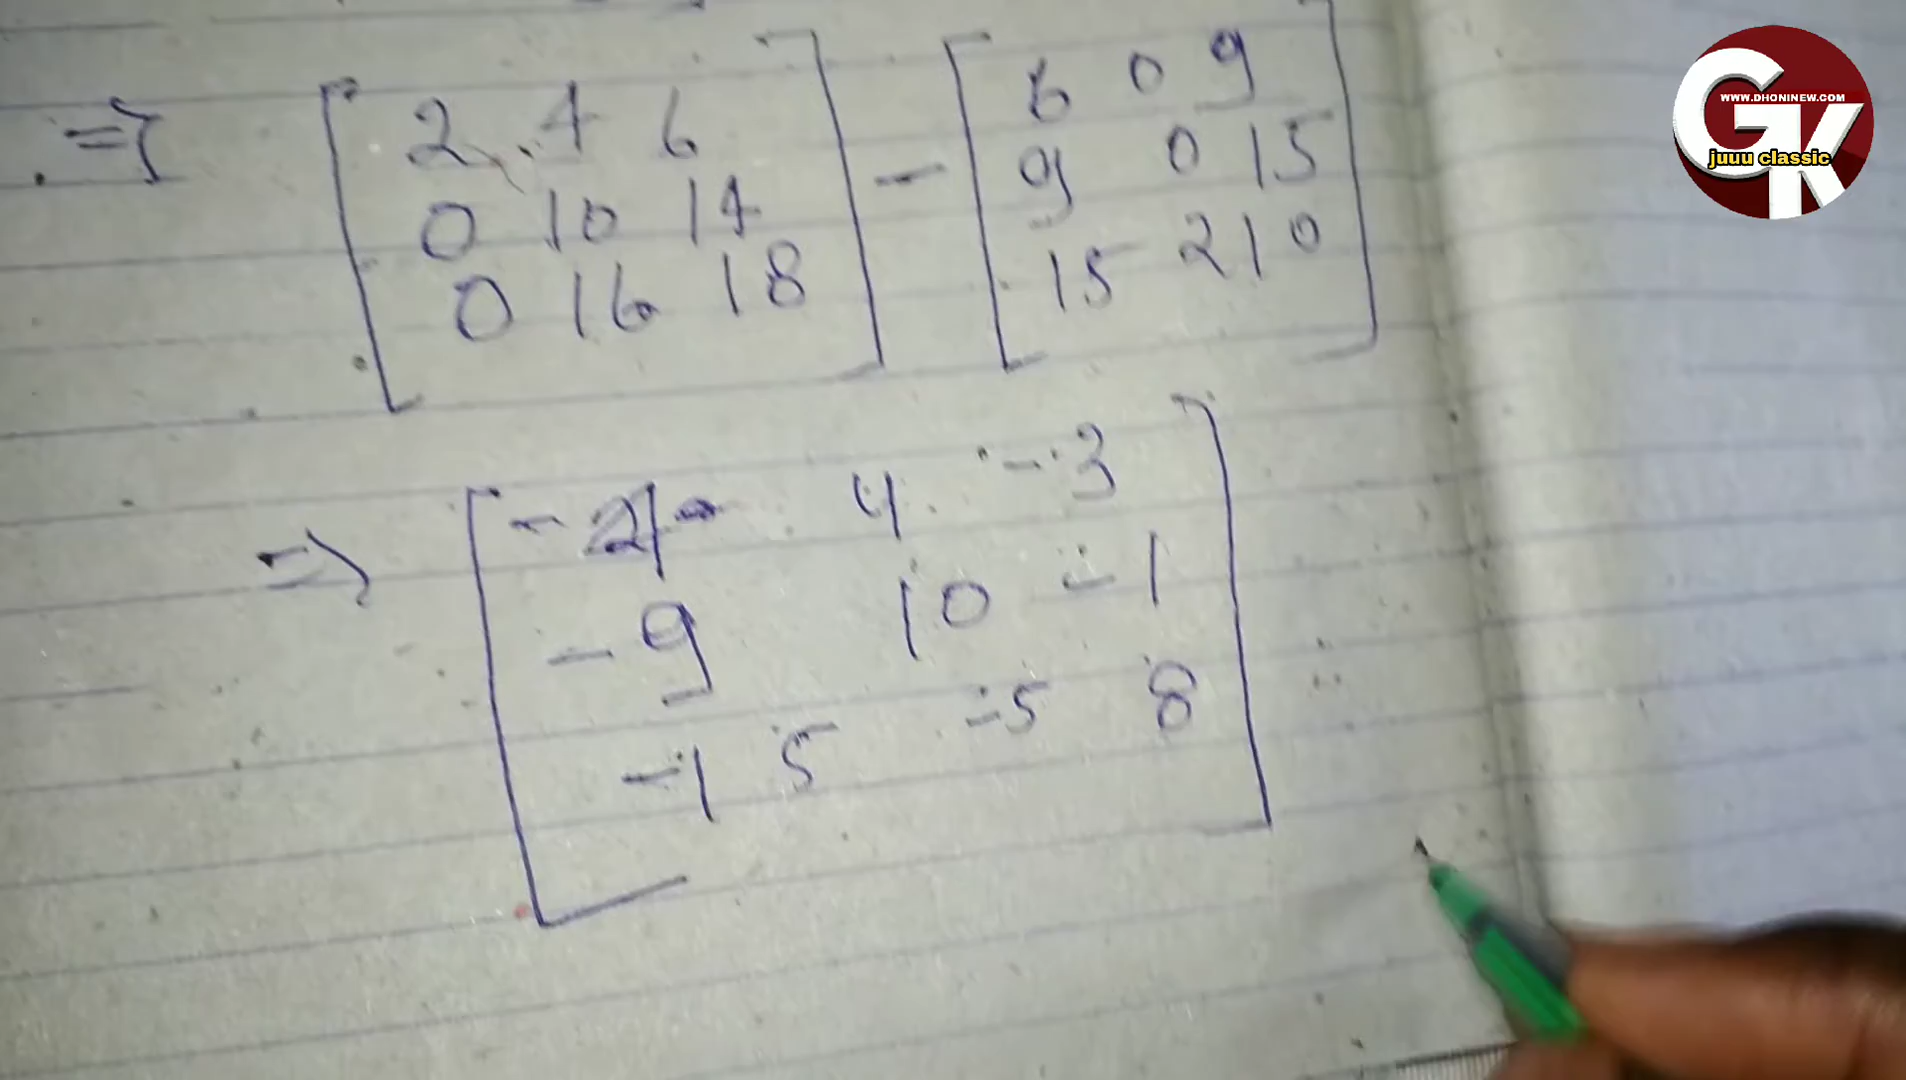 => [ 2 4 6 ] - [ 6 0 9 ]
0 10 14 9 0 15
0 16 18 15 21 0
=> [ -4 4 -3 ]
-9 10 -1
-15 -5 8
GK
WWW.DHONINEW.COM
juuu classic